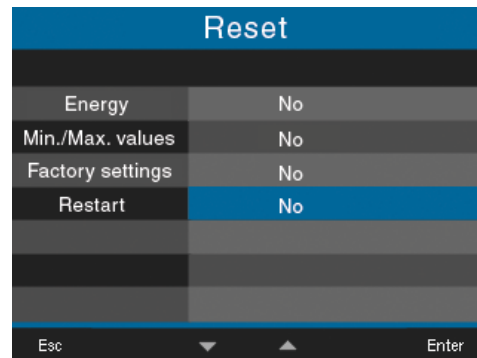 Reset
Energy No
Min./Max. values No
Factory settings No
Restart No
Esc Enter